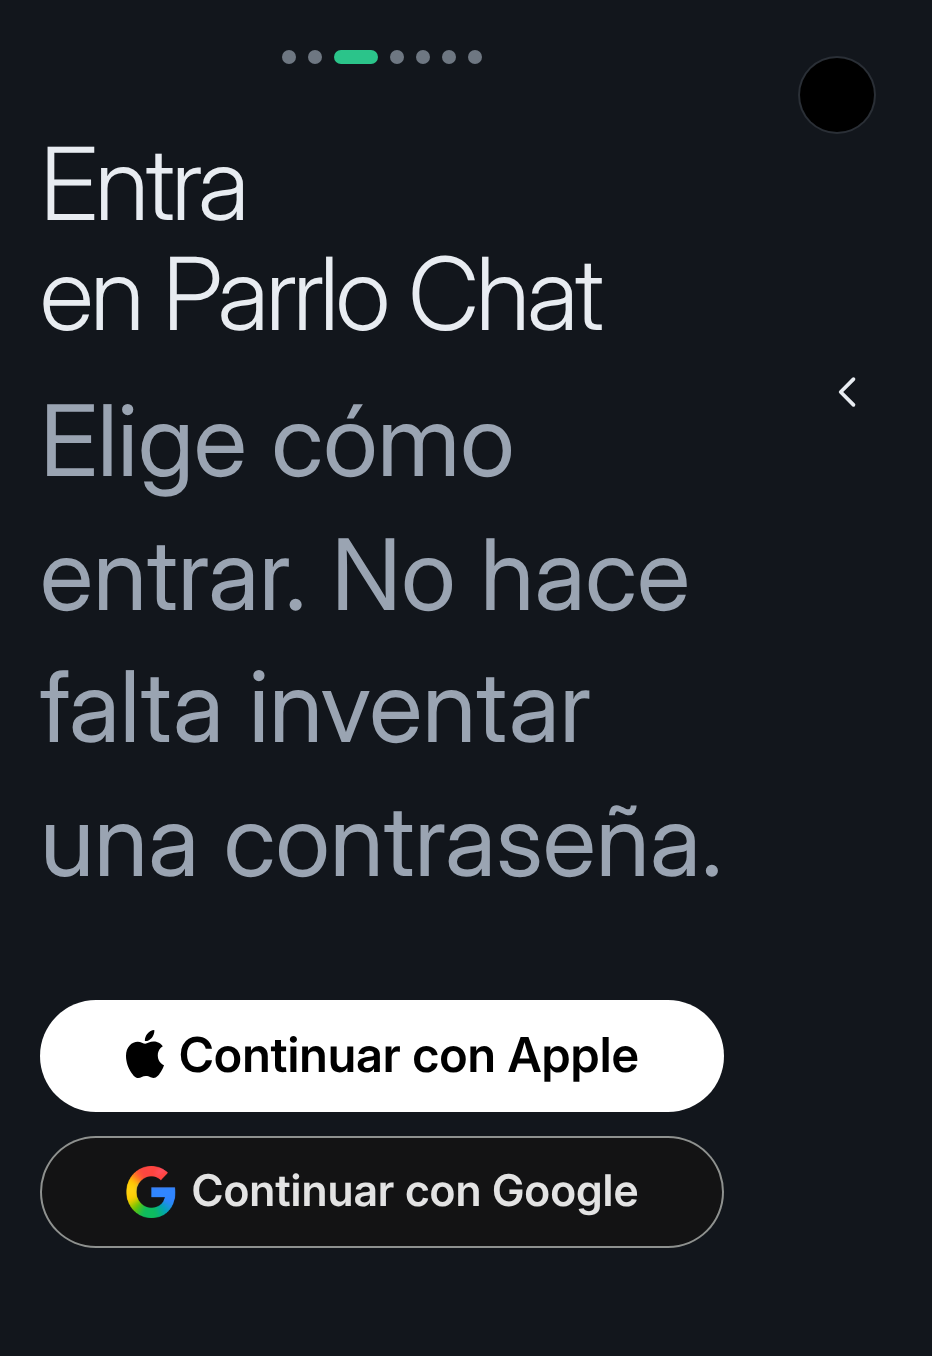 Entra
en Parrlo Chat
Elige cómo
entrar. No hace
falta inventar
una contraseña.
Continuar con Apple
Continuar con Google